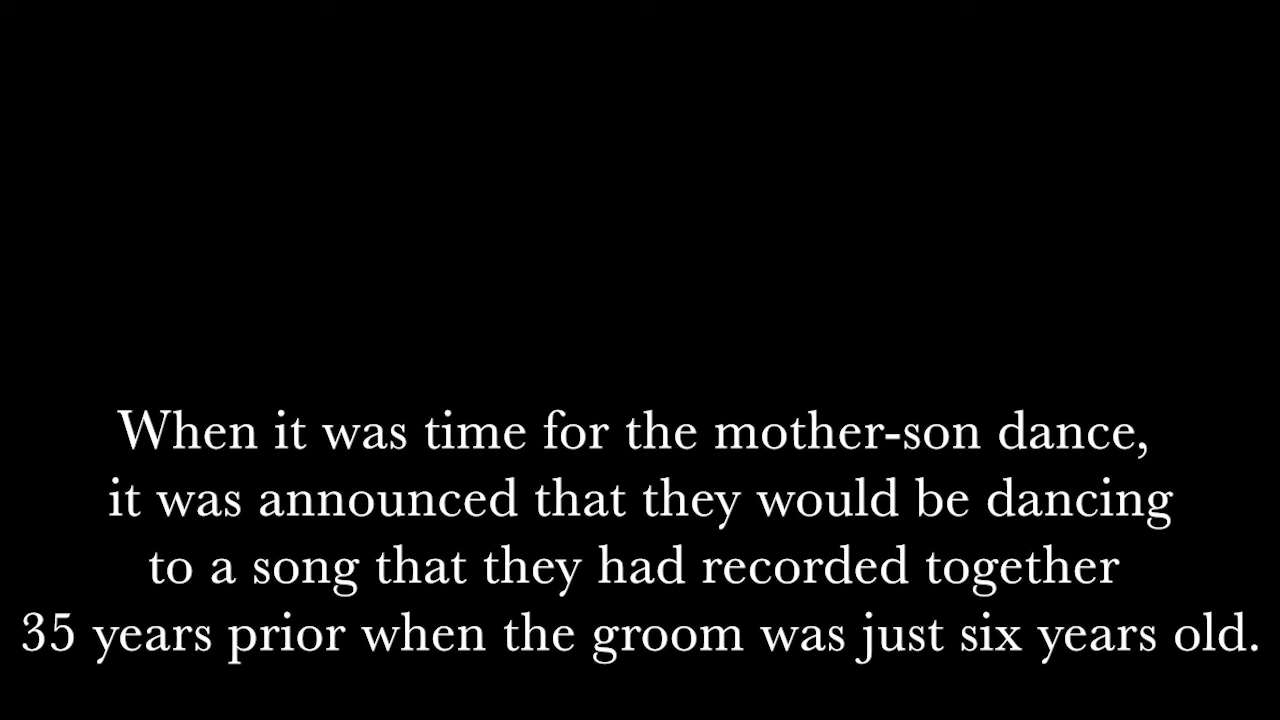 When it was time for the mother-son dance,
it was announced that they would be dancing
to a song that they had recorded together
35 years prior when the groom was just six years old.